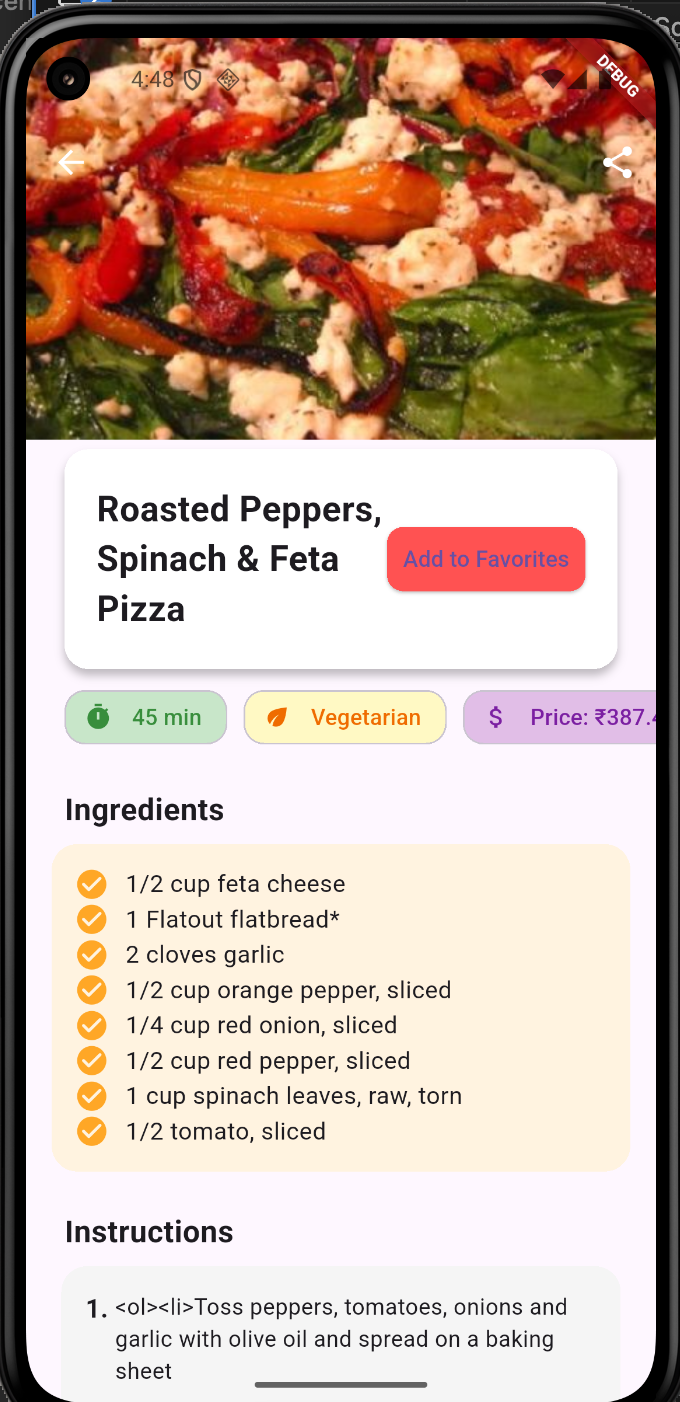 4:48
DEBUG
Roasted Peppers,
Spinach & Feta
Pizza
Add to Favorites
45 min
Vegetarian
$ Price: ₹387.4
Ingredients
1/2 cup feta cheese
1 Flatout flatbread*
2 cloves garlic
1/2 cup orange pepper, sliced
1/4 cup red onion, sliced
1/2 cup red pepper, sliced
1 cup spinach leaves, raw, torn
1/2 tomato, sliced
Instructions
1. <ol><li>Toss peppers, tomatoes, onions and
garlic with olive oil and spread on a baking
sheet